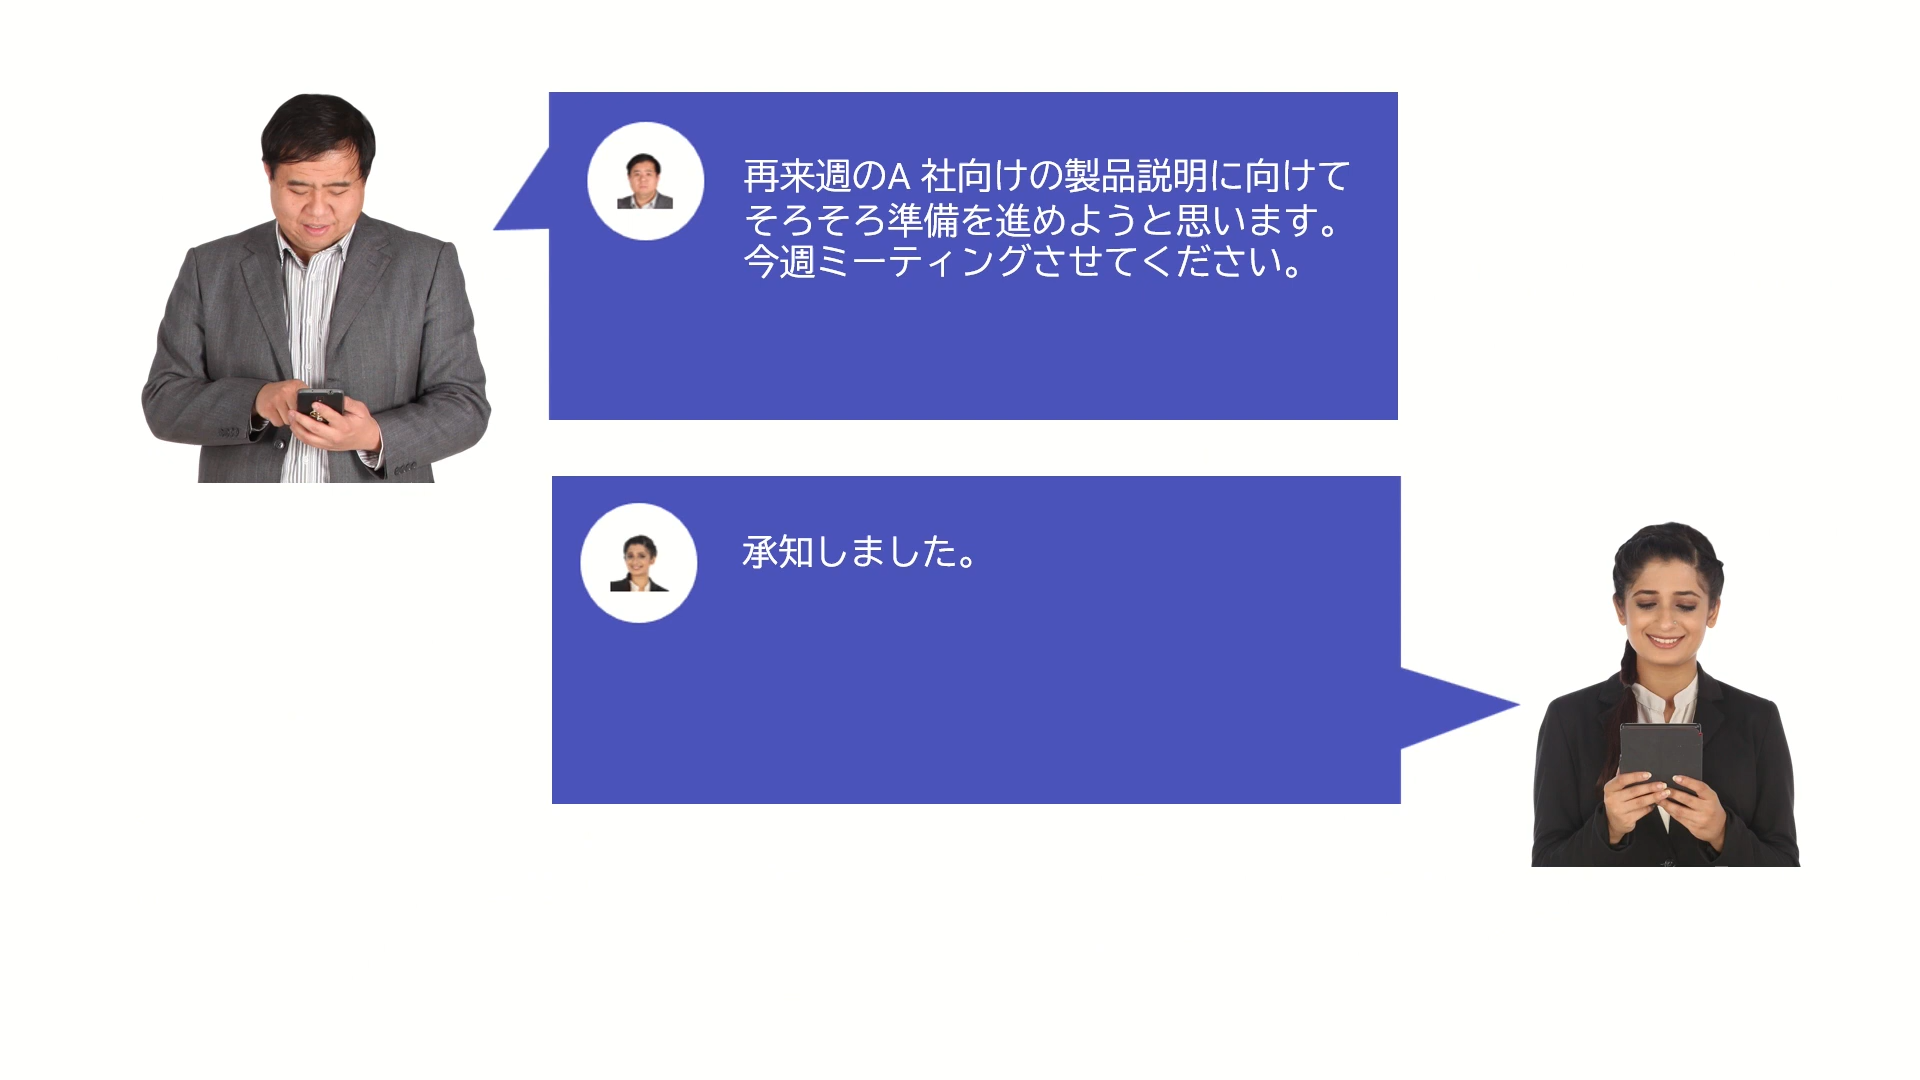 再来週のA 社向けの製品説明に向けて
そろそろ準備を進めようと思います。
今週ミーティングさせてください。
承知しました。